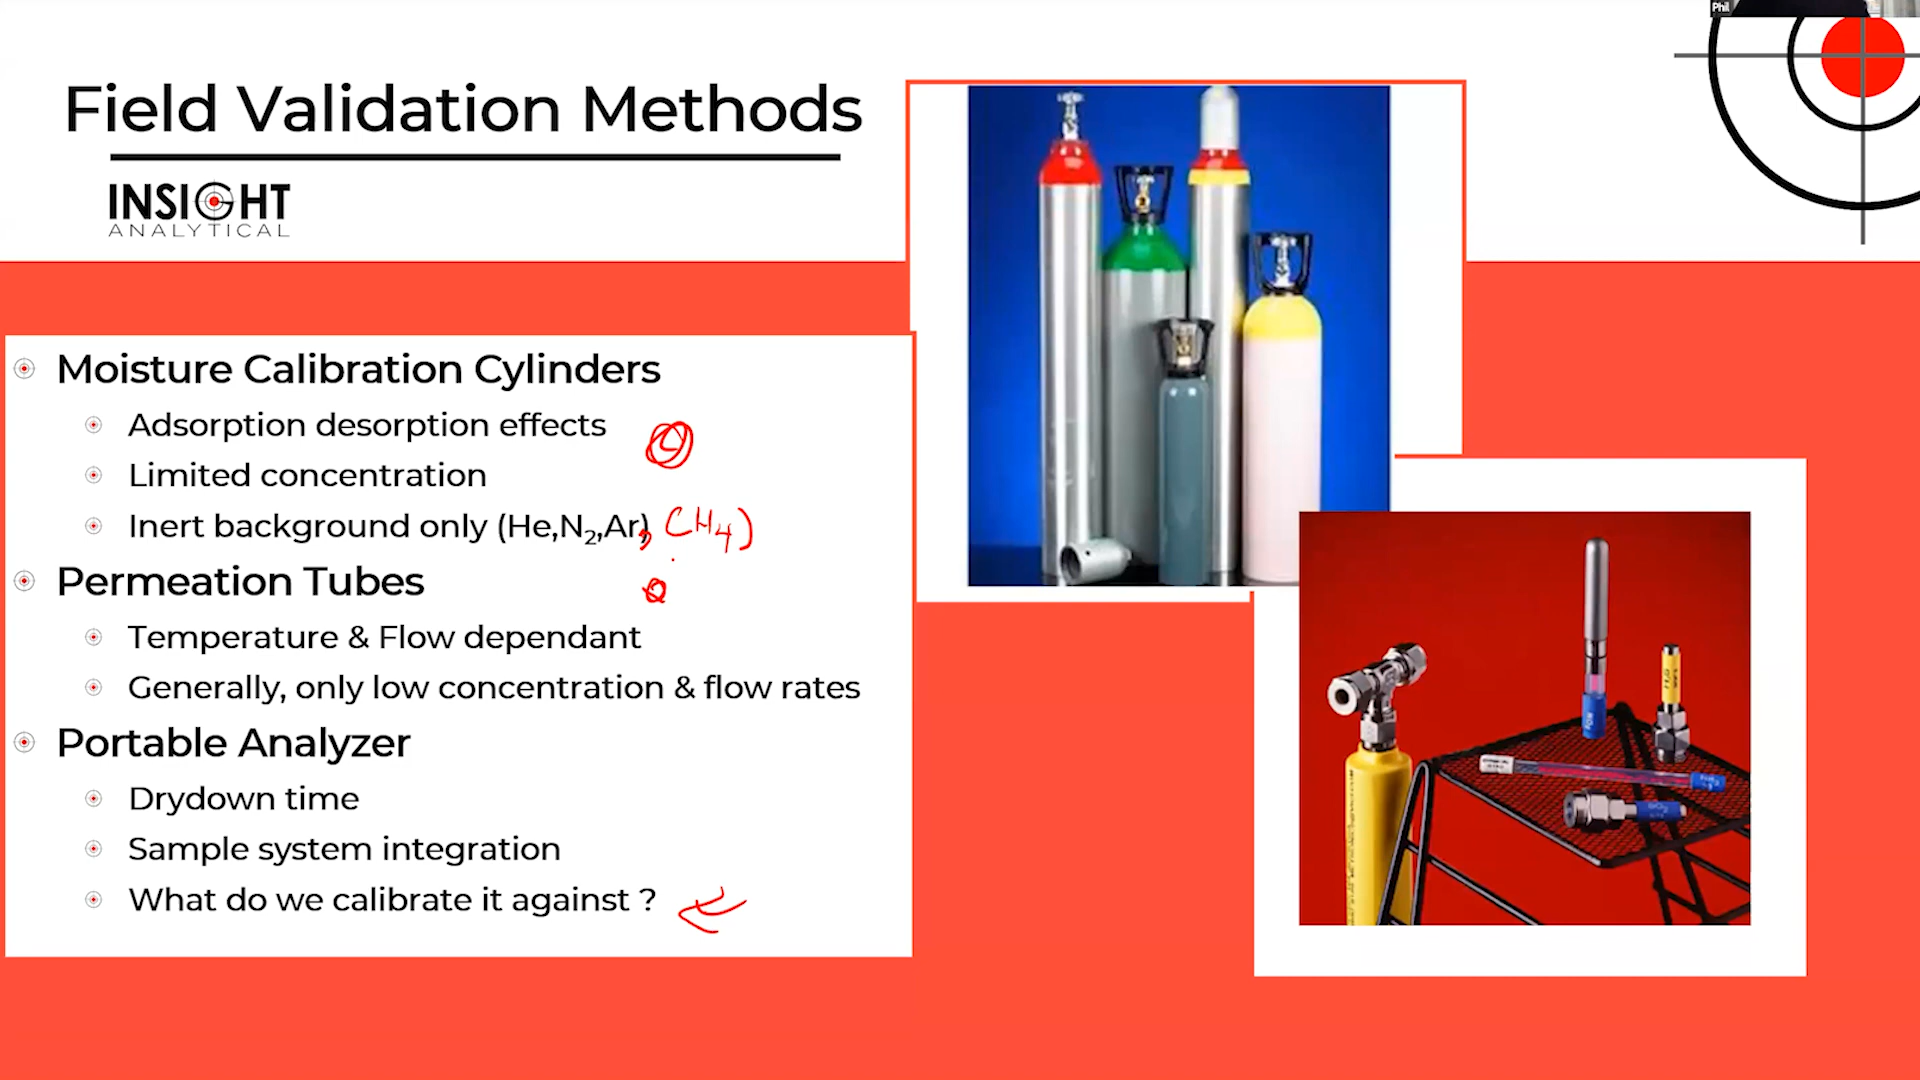 Phil
Field Validation Methods
INSIGHT
ANALYTICAL
Moisture Calibration Cylinders
Adsorption desorption effects
Limited concentration
Inert background only (He,N₂,Ar), CH₄)
Permeation Tubes
Temperature & Flow dependant
Generally, only low concentration & flow rates
Portable Analyzer
Drydown time
Sample system integration
What do we calibrate it against ?